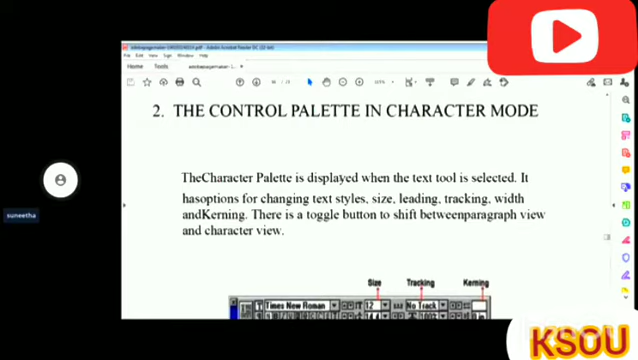 Home Tools
2. THE CONTROL PALETTE IN CHARACTER MODE
TheCharacter Palette is displayed when the text tool is selected. It
hasoptions for changing text styles, size, leading, tracking, width
andKerning. There is a toggle button to shift betweenparagraph view
and character view.
suneetha
Size Tracking Kerning
Times New Roman 12 No Track
KSOU